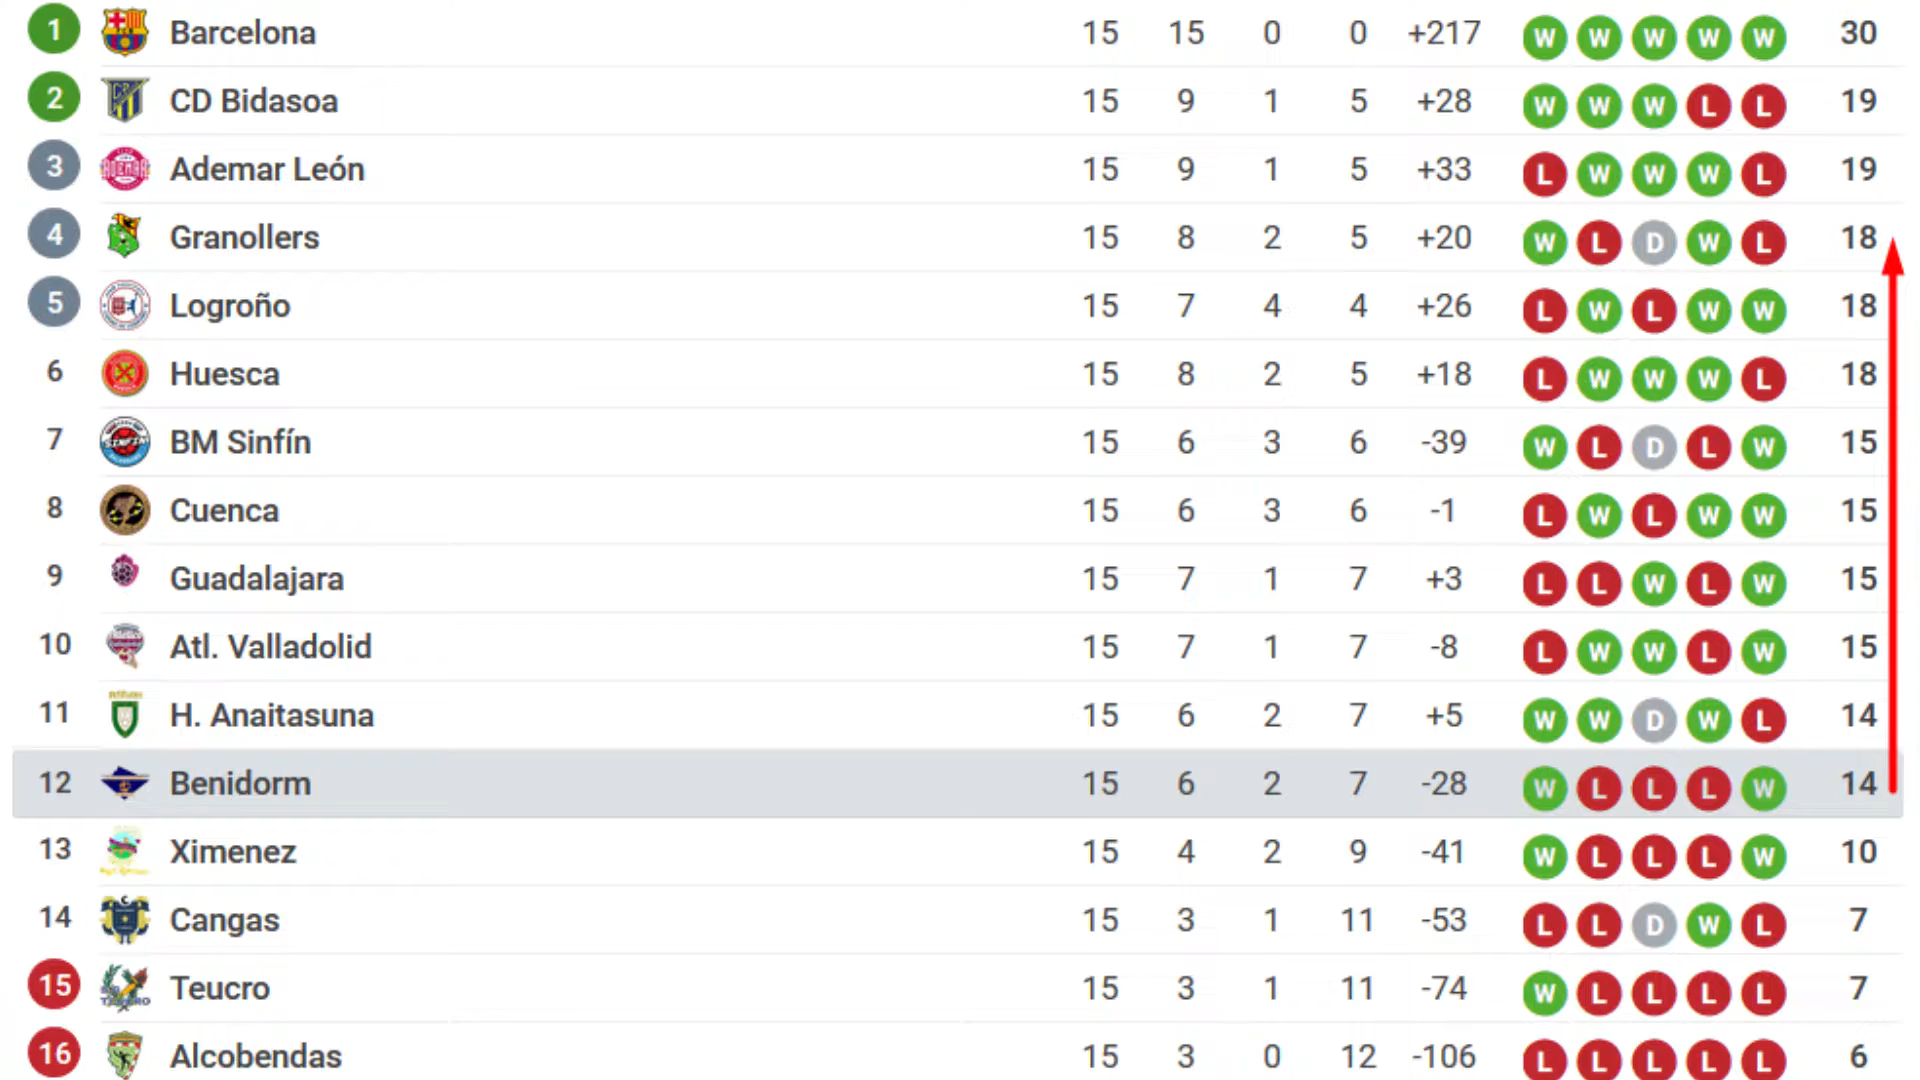 1 Barcelona 15 15 0 0 +217 W W W W W 30
2 CD Bidasoa 15 9 1 5 +28 W W W L L 19
3 Ademar León 15 9 1 5 +33 L W W W L 19
4 Granollers 15 8 2 5 +20 W L D W L 18
5 Logroño 15 7 4 4 +26 L W L W W 18
6 Huesca 15 8 2 5 +18 L W W W L 18
7 BM Sinfín 15 6 3 6 -39 W L D L W 15
8 Cuenca 15 6 3 6 -1 L W L W W 15
9 Guadalajara 15 7 1 7 +3 L L W L W 15
10 Atl. Valladolid 15 7 1 7 -8 L W W L W 15
11 H. Anaitasuna 15 6 2 7 +5 W W D W L 14
12 Benidorm 15 6 2 7 -28 W L L L W 14
13 Ximenez 15 4 2 9 -41 W L L L W 10
14 Cangas 15 3 1 11 -53 L L D W L 7
15 Teucro 15 3 1 11 -74 W L L L L 7
16 Alcobendas 15 3 0 12 -106 L L L L L 6